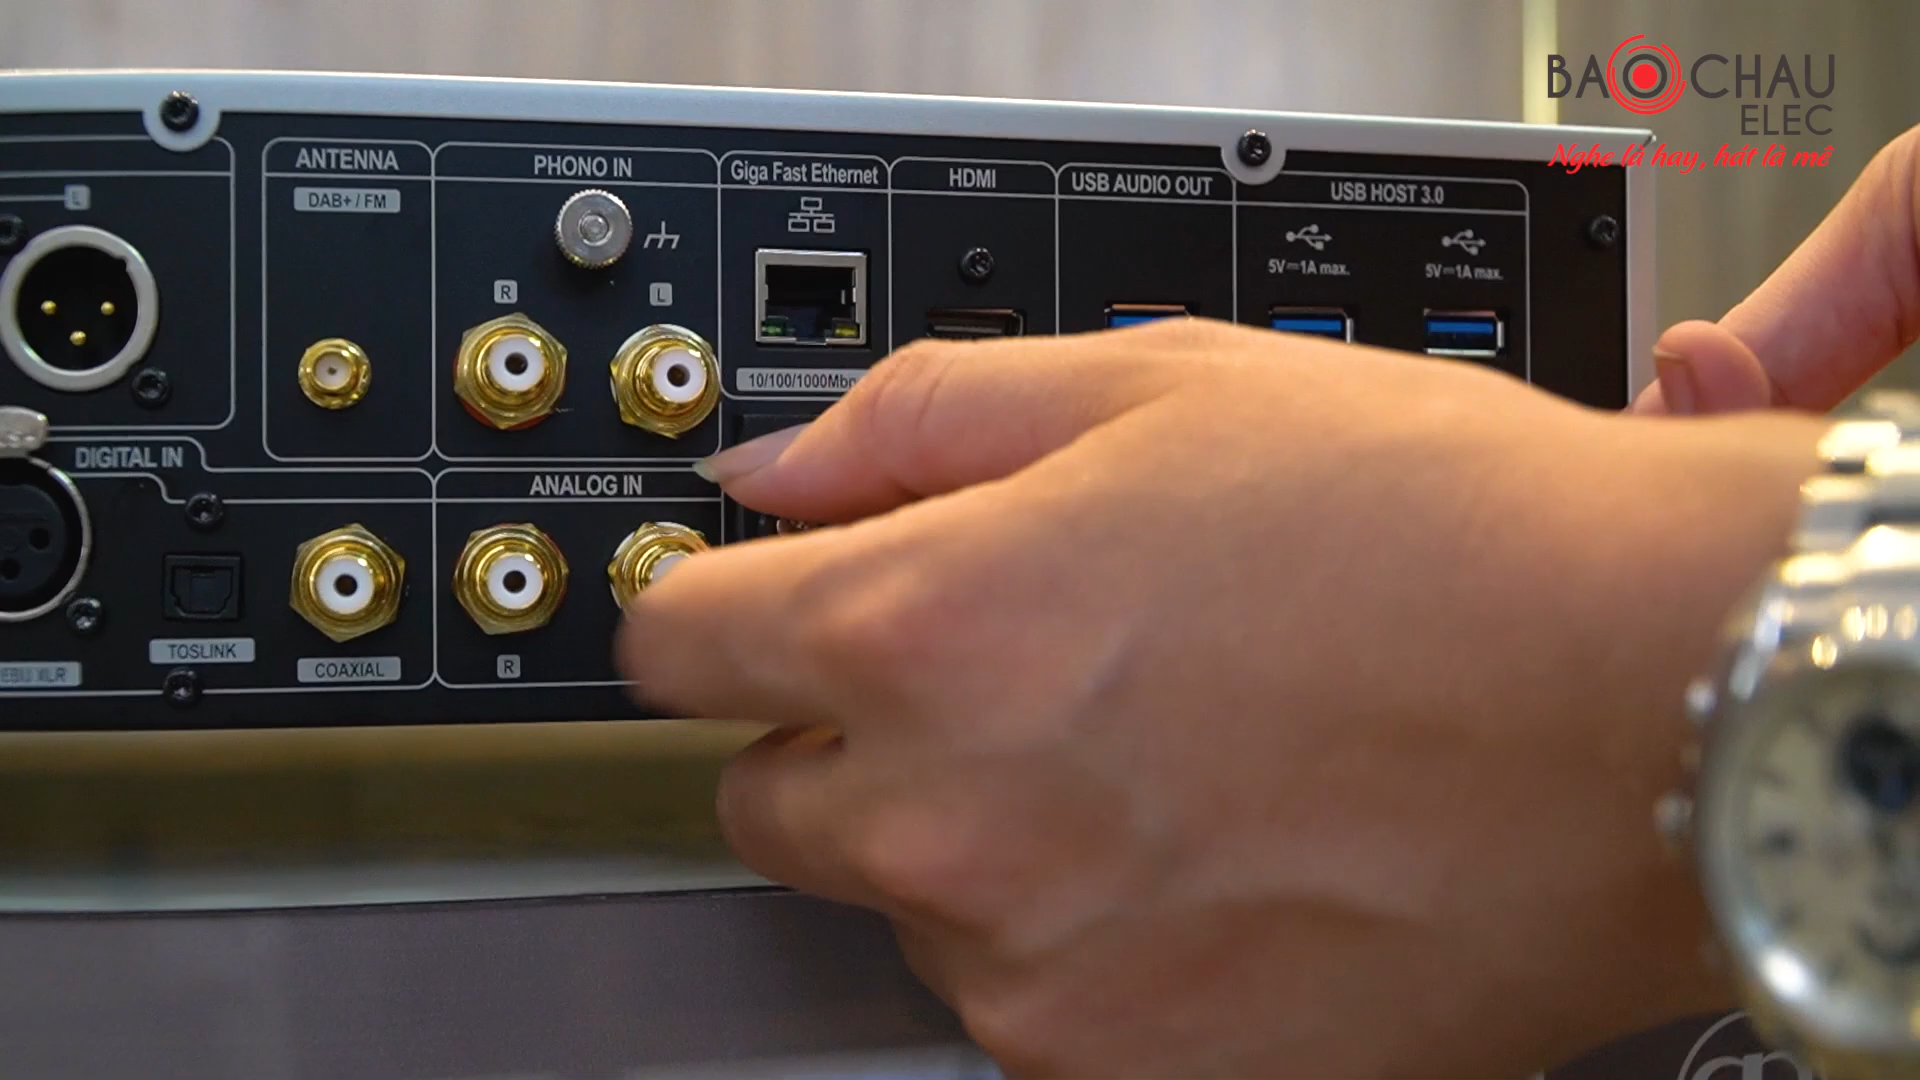 BAOCHAU
ELEC
Nghe là hay, hát là mê
ANTENNA
DAB+ / FM
PHONO IN
R
L
Giga Fast Ethernet
HDMI
USB AUDIO OUT
USB HOST 3.0
5V⎓1A max.
5V⎓1A max.
10/100/1000Mbp
L
DIGITAL IN
ANALOG IN
TOSLINK
COAXIAL
R
XLR